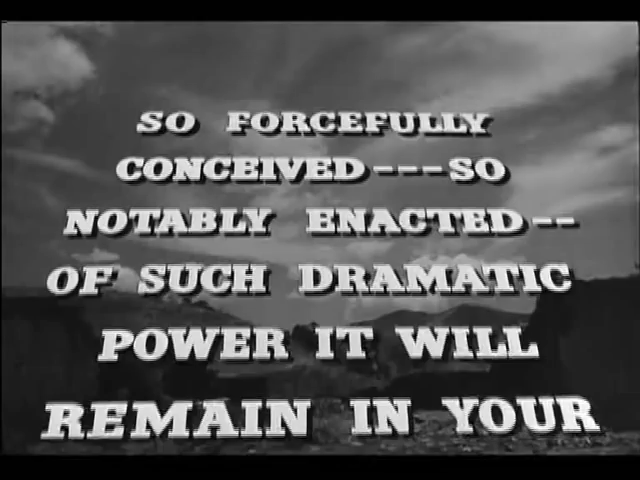 SO FORCEFULLY
CONCEIVED---SO
NOTABLY ENACTED--
OF SUCH DRAMATIC
POWER IT WILL
REMAIN IN YOUR